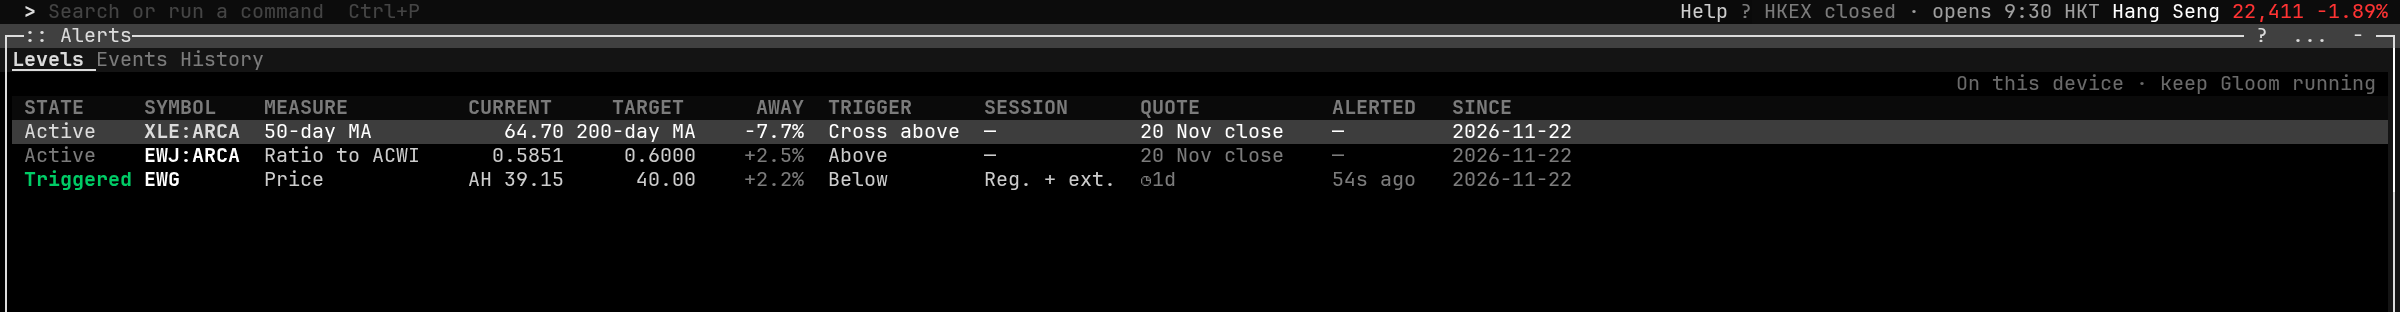 > Search or run a command  Ctrl+P  Help ? HKEX closed · opens 9:30 HKT Hang Seng 22,411 -1.89%
:: Alerts ? ... -
Levels Events History
On this device · keep Gloom running
STATE SYMBOL MEASURE CURRENT TARGET AWAY TRIGGER SESSION QUOTE ALERTED SINCE
Active XLE:ARCA 50-day MA 64.70 200-day MA -7.7% Cross above — 20 Nov close — 2026-11-22
Active EWJ:ARCA Ratio to ACWI 0.5851 0.6000 +2.5% Above — 20 Nov close — 2026-11-22
Triggered EWG Price AH 39.15 40.00 +2.2% Below Reg. + ext. ◷1d 54s ago 2026-11-22